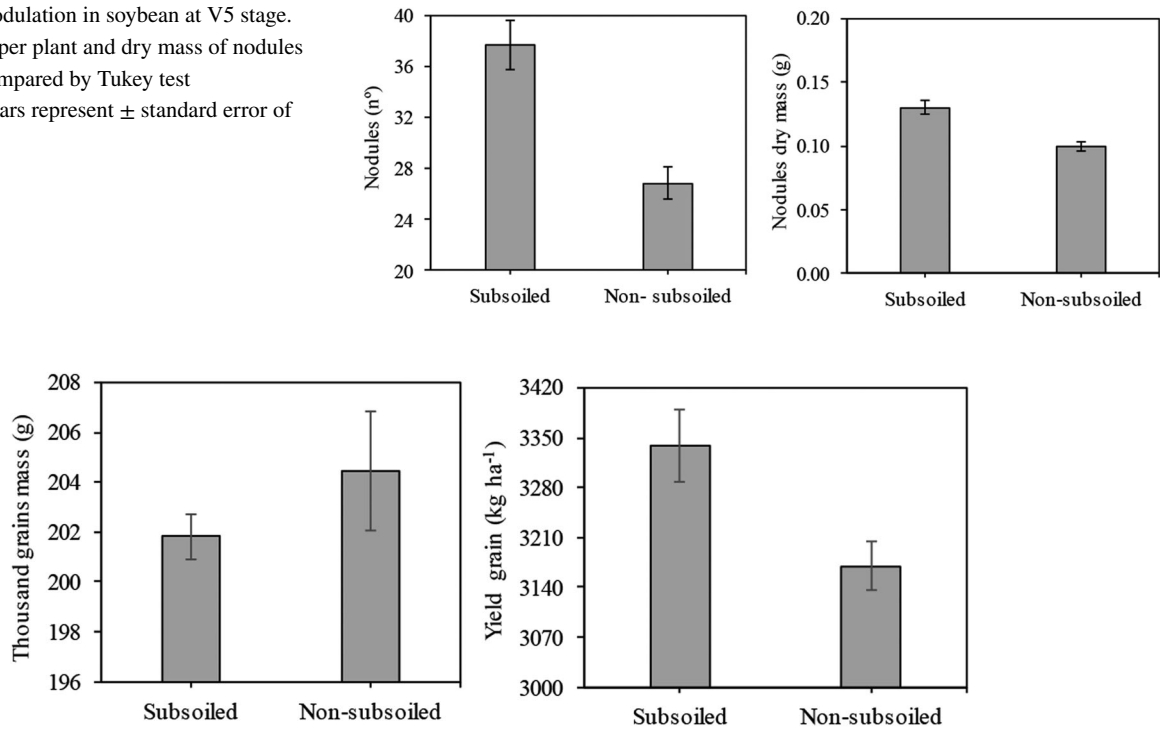 odulation in soybean at V5 stage.
per plant and dry mass of nodules
mpared by Tukey test
ars represent ± standard error of
40
36
32
28
24
20
Nodules (nº)
Subsoiled
Non- subsoiled
0.20
0.15
0.10
0.05
0.00
Nodules dry mass (g)
Subsoiled
Non-subsoiled
208
206
204
202
200
198
196
Thousand grains mass (g)
Subsoiled
Non-subsoiled
3420
3350
3280
3210
3140
3070
3000
Yield grain (kg ha⁻¹)
Subsoiled
Non-subsoiled